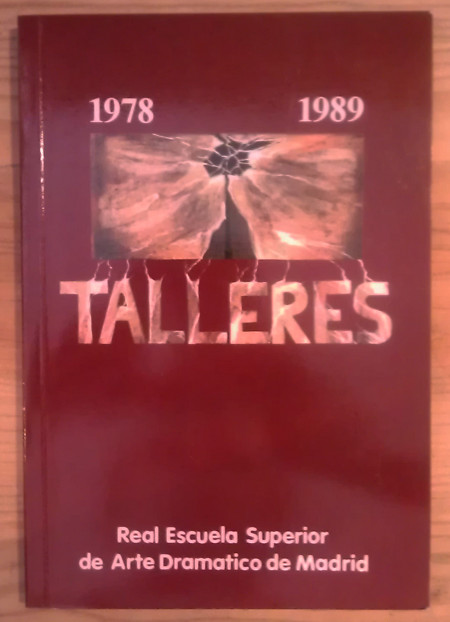 1978 1989
TALLERES
Real Escuela Superior
de Arte Dramatico de Madrid